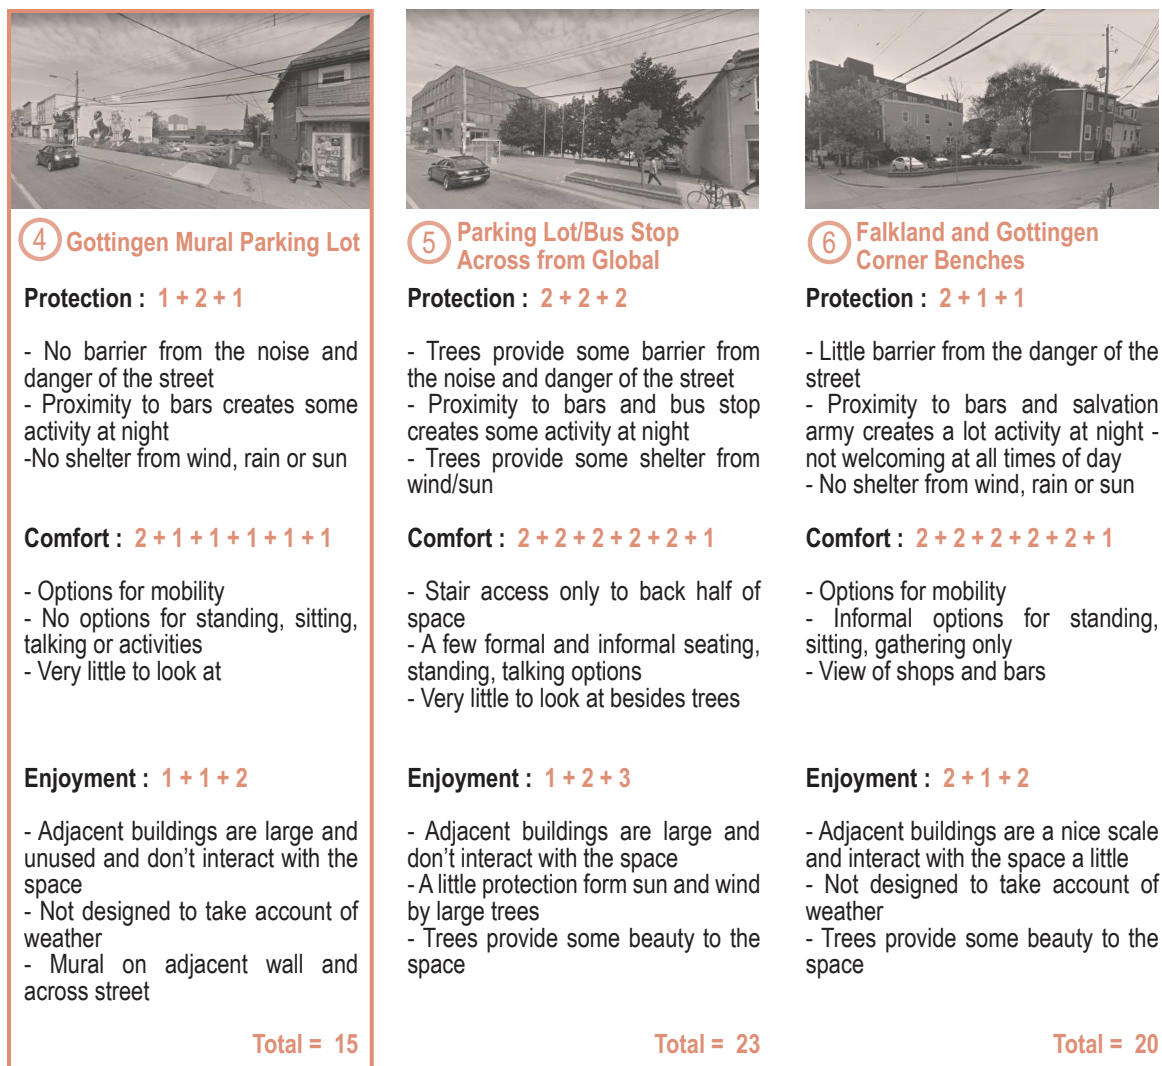 4 Gottingen Mural Parking Lot
Protection : 1 + 2 + 1
- No barrier from the noise and
danger of the street
- Proximity to bars creates some
activity at night
-No shelter from wind, rain or sun
Comfort : 2 + 1 + 1 + 1 + 1 + 1
- Options for mobility
- No options for standing, sitting,
talking or activities
- Very little to look at
Enjoyment : 1 + 1 + 2
- Adjacent buildings are large and
unused and don't interact with the
space
- Not designed to take account of
weather
- Mural on adjacent wall and
across street
Total = 15
5 Parking Lot/Bus Stop
Across from Global
Protection : 2 + 2 + 2
- Trees provide some barrier from
the noise and danger of the street
- Proximity to bars and bus stop
creates some activity at night
- Trees provide some shelter from
wind/sun
Comfort : 2 + 2 + 2 + 2 + 2 + 1
- Stair access only to back half of
space
- A few formal and informal seating,
standing, talking options
- Very little to look at besides trees
Enjoyment : 1 + 2 + 3
- Adjacent buildings are large and
don't interact with the space
- A little protection form sun and wind
by large trees
- Trees provide some beauty to the
space
Total = 23
6 Falkland and Gottingen
Corner Benches
Protection : 2 + 1 + 1
- Little barrier from the danger of the
street
- Proximity to bars and salvation
army creates a lot activity at night -
not welcoming at all times of day
- No shelter from wind, rain or sun
Comfort : 2 + 2 + 2 + 2 + 2 + 1
- Options for mobility
- Informal options for standing,
sitting, gathering only
- View of shops and bars
Enjoyment : 2 + 1 + 2
- Adjacent buildings are a nice scale
and interact with the space a little
- Not designed to take account of
weather
- Trees provide some beauty to the
space
Total = 20